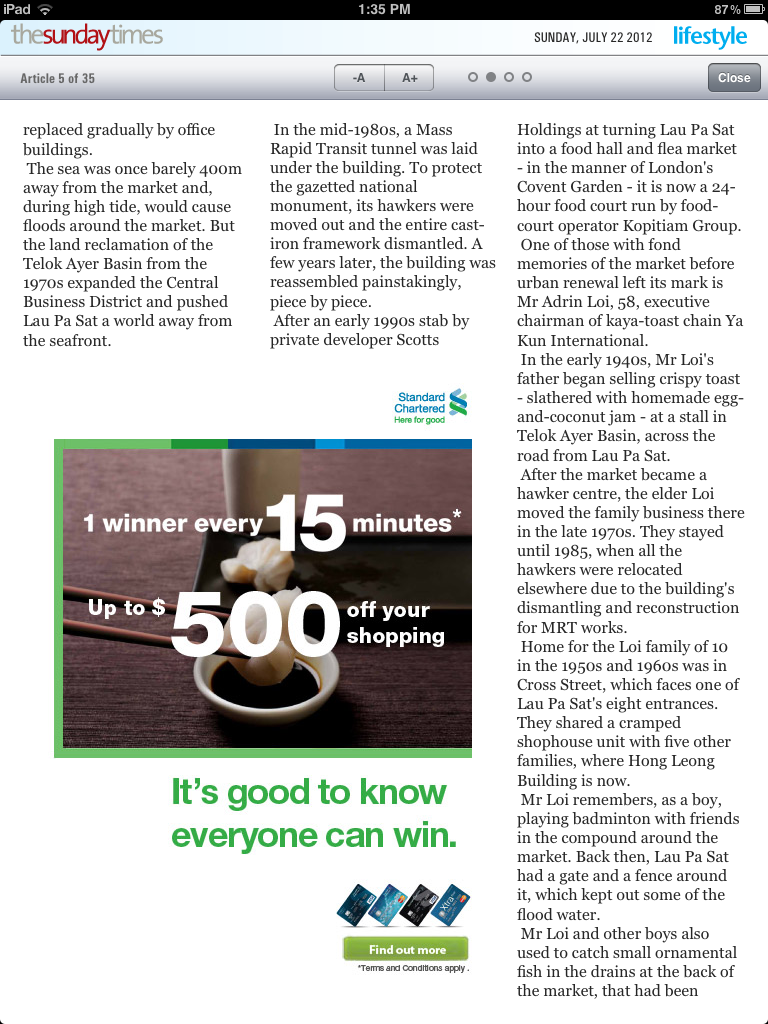 iPad 1:35 PM 87%
thesundaytimes SUNDAY, JULY 22 2012 lifestyle
Article 5 of 35 -A A+ Close
replaced gradually by office
buildings.
The sea was once barely 400m
away from the market and,
during high tide, would cause
floods around the market. But
the land reclamation of the
Telok Ayer Basin from the
1970s expanded the Central
Business District and pushed
Lau Pa Sat a world away from
the seafront.
In the mid-1980s, a Mass
Rapid Transit tunnel was laid
under the building. To protect
the gazetted national
monument, its hawkers were
moved out and the entire cast-
iron framework dismantled. A
few years later, the building was
reassembled painstakingly,
piece by piece.
After an early 1990s stab by
private developer Scotts
Holdings at turning Lau Pa Sat
into a food hall and flea market
- in the manner of London's
Covent Garden - it is now a 24-
hour food court run by food-
court operator Kopitiam Group.
One of those with fond
memories of the market before
urban renewal left its mark is
Mr Adrin Loi, 58, executive
chairman of kaya-toast chain Ya
Kun International.
In the early 1940s, Mr Loi's
father began selling crispy toast
- slathered with homemade egg-
and-coconut jam - at a stall in
Telok Ayer Basin, across the
road from Lau Pa Sat.
After the market became a
hawker centre, the elder Loi
moved the family business there
in the late 1970s. They stayed
until 1985, when all the
hawkers were relocated
elsewhere due to the building's
dismantling and reconstruction
for MRT works.
Home for the Loi family of 10
in the 1950s and 1960s was in
Cross Street, which faces one of
Lau Pa Sat's eight entrances.
They shared a cramped
shophouse unit with five other
families, where Hong Leong
Building is now.
Mr Loi remembers, as a boy,
playing badminton with friends
in the compound around the
market. Back then, Lau Pa Sat
had a gate and a fence around
it, which kept out some of the
flood water.
Mr Loi and other boys also
used to catch small ornamental
fish in the drains at the back of
the market, that had been
Standard
Chartered
Here for good
1 winner every 15 minutes*
Up to $500 off your
shopping
It's good to know
everyone can win.
Xtra
Find out more
*Terms and Conditions apply .